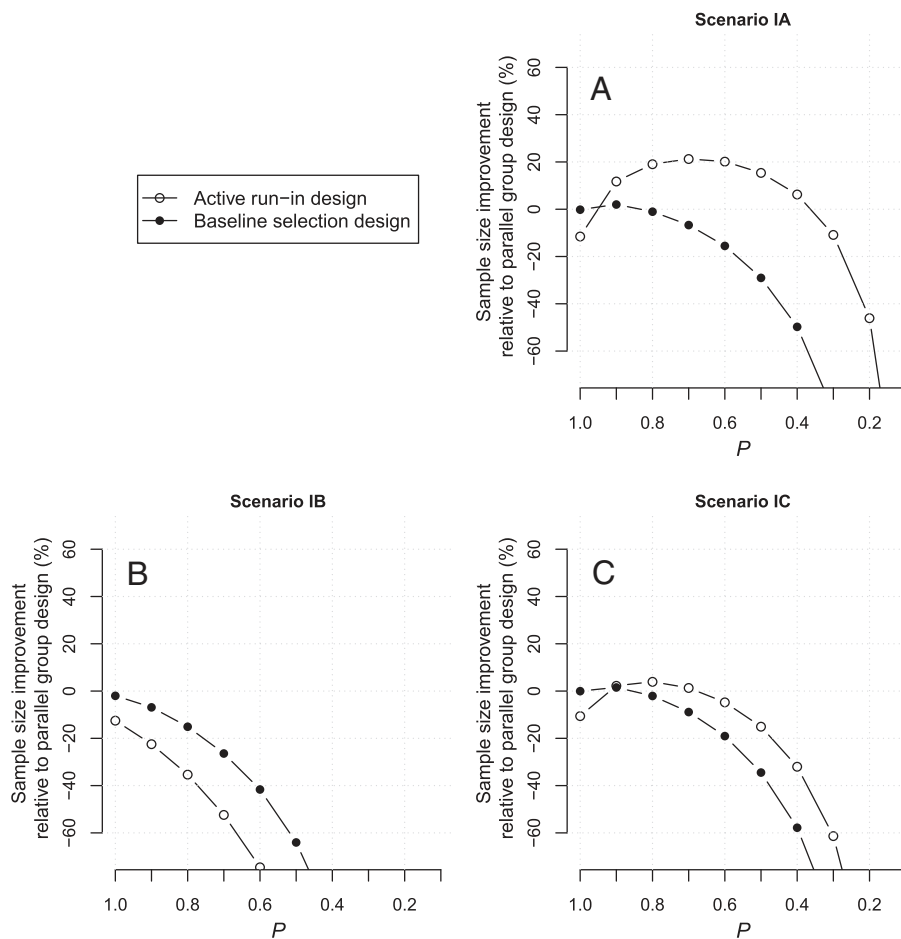 Scenario IA
Sample size improvement
relative to parallel group design (%)
60
40
20
0
−20
−40
−60
A
1.0
0.8
0.6
0.4
0.2
P
Active run−in design
Baseline selection design
Scenario IB
Sample size improvement
relative to parallel group design (%)
60
40
20
0
−20
−40
−60
B
1.0
0.8
0.6
0.4
0.2
P
Scenario IC
Sample size improvement
relative to parallel group design (%)
60
40
20
0
−20
−40
−60
C
1.0
0.8
0.6
0.4
0.2
P